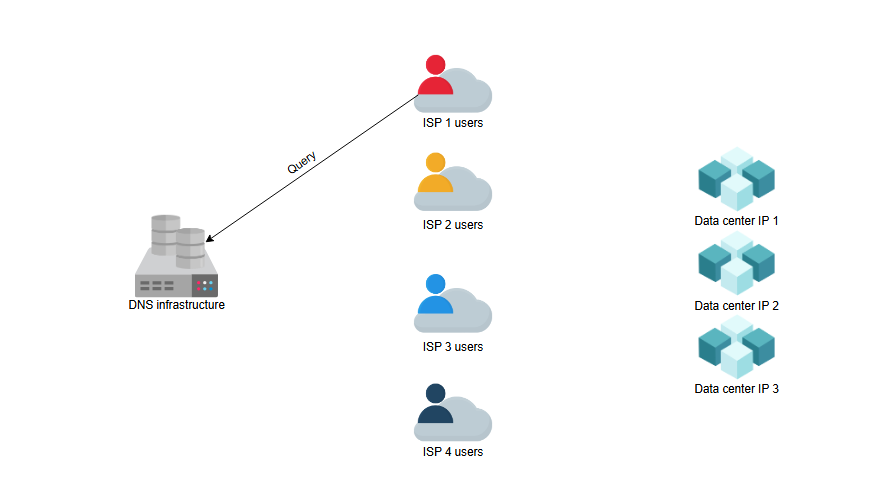 ISP 1 users
Query
ISP 2 users
Data center IP 1
DNS infrastructure
Data center IP 2
ISP 3 users
Data center IP 3
ISP 4 users